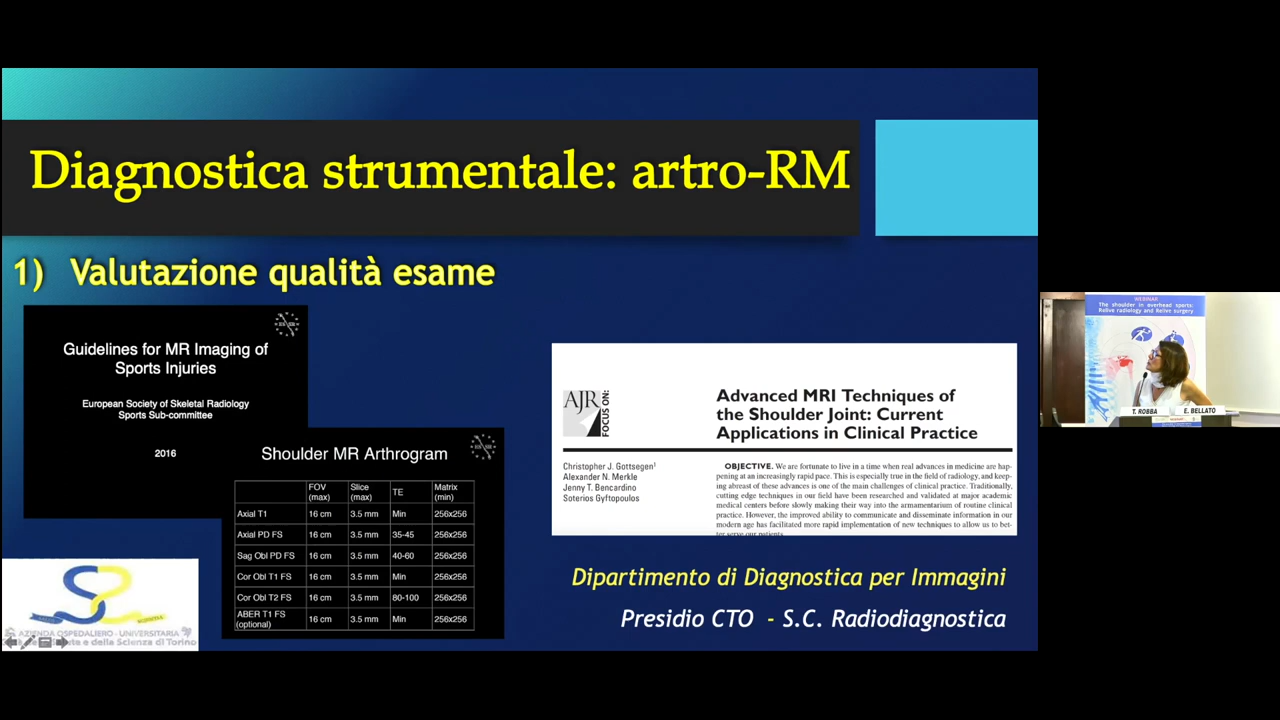 Diagnostica strumentale: artro-RM
1) Valutazione qualità esame
Guidelines for MR Imaging of
Sports Injuries
European Society of Skeletal Radiology
Sports Sub-committee
2016
Shoulder MR Arthrogram
FOV (max) Slice (max) TE Matrix (min)
Axial T1 16 cm 3.5 mm Min 256x256
Axial PD FS 16 cm 3.5 mm 35-45 256x256
Sag Obl PD FS 16 cm 3.5 mm 40-60 256x256
Cor Obl T1 FS 16 cm 3.5 mm Min 256x256
Cor Obl T2 FS 16 cm 3.5 mm 80-100 256x256
ABER T1 FS (optional) 16 cm 3.5 mm Min 256x256
AJR
FOCUS ON:
Advanced MRI Techniques of
the Shoulder Joint: Current
Applications in Clinical Practice
Christopher J. Gottsegen¹
Alexander N. Merkle
Jenny T. Bencardino
Soterios Gyftopoulos
OBJECTIVE. We are fortunate to live in a time when real advances in medicine are hap-
pening at an increasingly rapid pace. This is especially true in the field of radiology, and keep-
ing abreast of these advances is one of the main challenges of clinical practice. Traditionally,
cutting edge techniques in our field have been researched and validated at major academic
medical centers before slowly making their way into the armamentarium of routine clinical
practice. However, the improved ability to communicate and disseminate information in our
modern age has facilitated more rapid implementation of new techniques to allow us to bet-
ter serve our patients.
Dipartimento di Diagnostica per Immagini
Presidio CTO - S.C. Radiodiagnostica
AZIENDA OSPEDALIERO - UNIVERSITARIA
e della Scienza di Torino
WEBINAR
The shoulder in overhead sports:
Relive radiology and Relive surgery
T. ROBBA
E. BELLATO